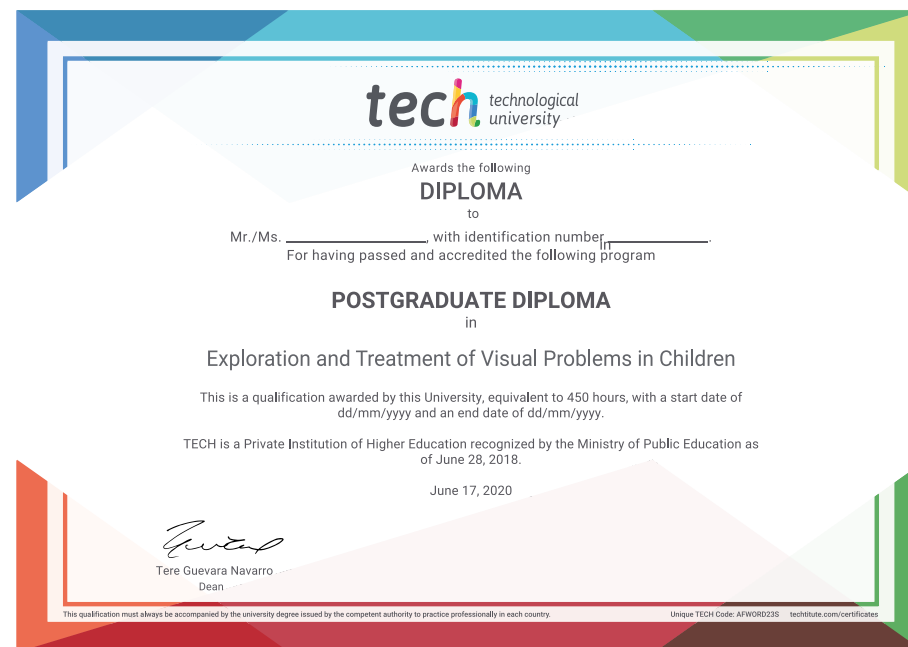 tech technological
university
Awards the following
DIPLOMA
to
Mr./Ms. ____________, with identification number ____________.
In
For having passed and accredited the following program
POSTGRADUATE DIPLOMA
in
Exploration and Treatment of Visual Problems in Children
This is a qualification awarded by this University, equivalent to 450 hours, with a start date of
dd/mm/yyyy and an end date of dd/mm/yyyy.
TECH is a Private Institution of Higher Education recognized by the Ministry of Public Education as
of June 28, 2018.
June 17, 2020
Tere Guevara Navarro
Dean
This qualification must always be accompanied by the university degree issued by the competent authority to practice professionally in each country.
Unique TECH Code: AFWORD23S techtitute.com/certificates